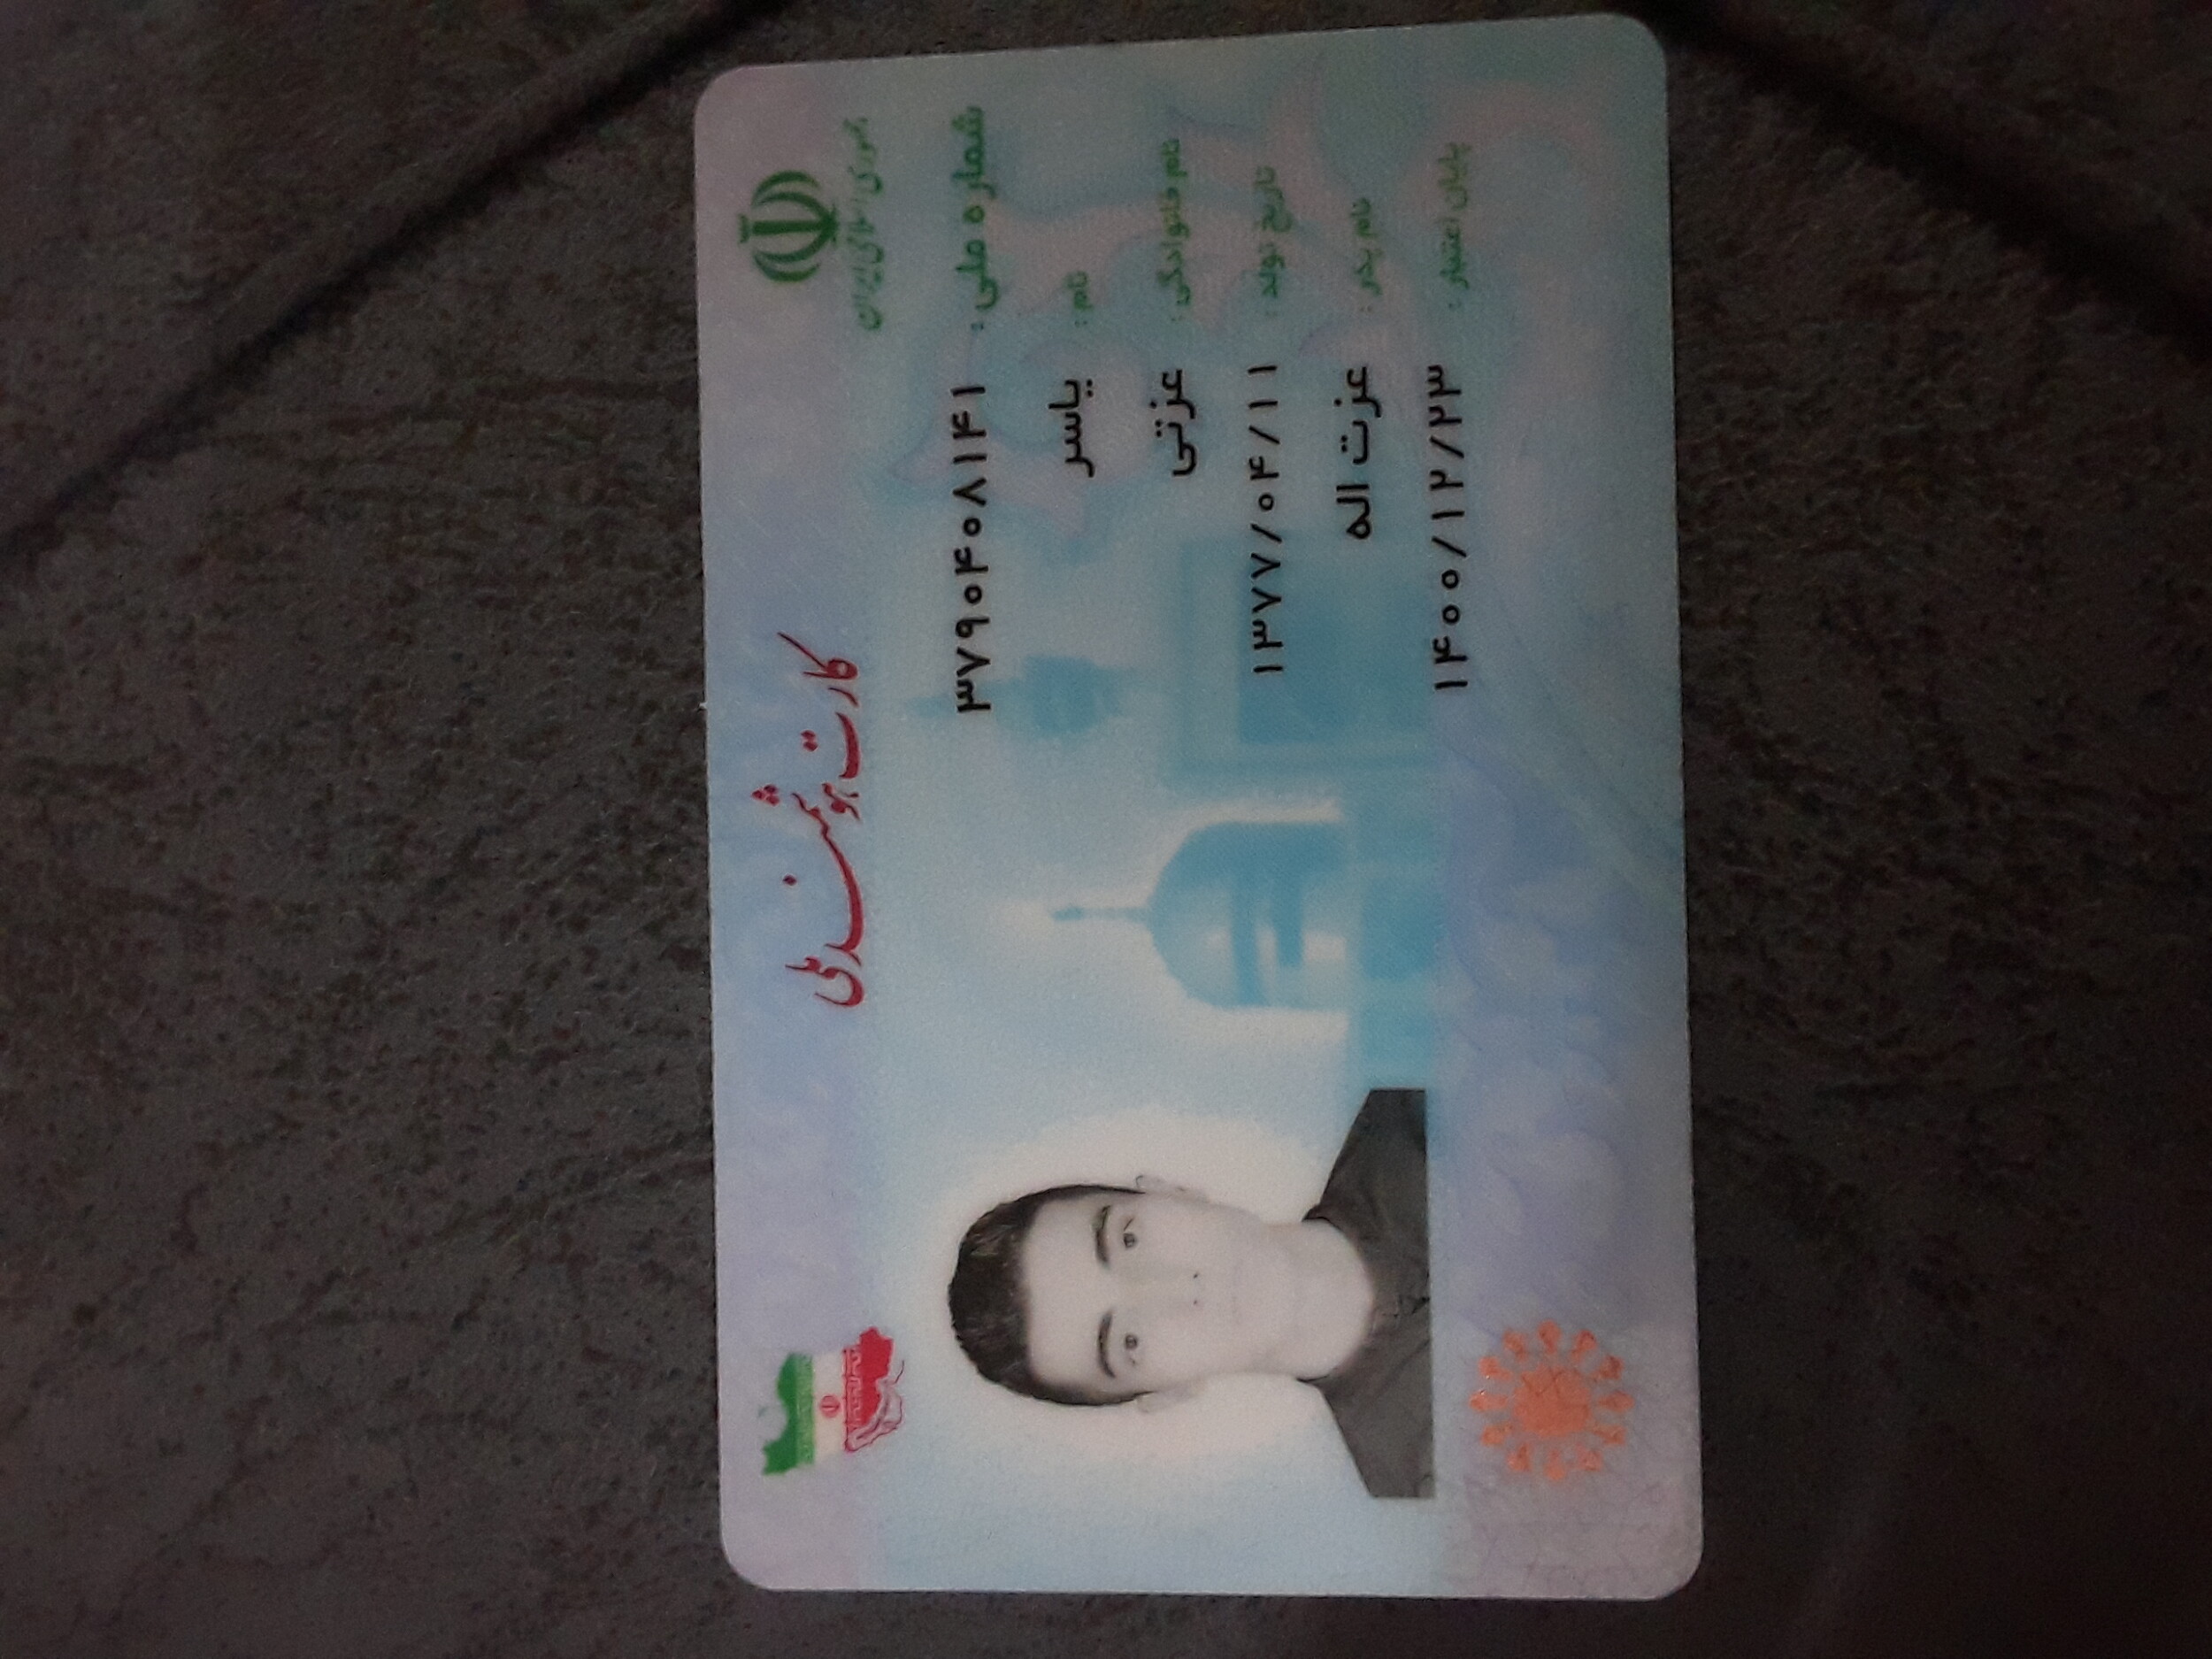 جمهوری اسلامی ایران
کارت هوشمند ملی
شماره ملی : ۳۷۹۰۴۰۸۱۴۱
نام : یاسر
نام خانوادگی : عزتی
تاریخ تولد : ۱۳۷۷/۰۴/۱۱
نام پدر : عزت اله
پایان اعتبار : ۱۴۰۰/۱۲/۲۳